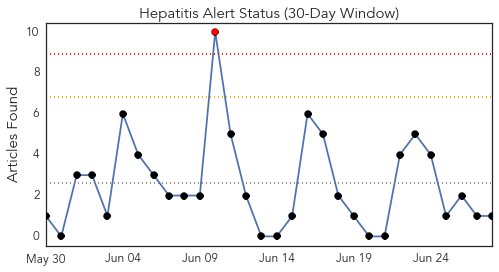 Hepatitis Alert Status (30-Day Window)
Articles Found
10
8
6
4
2
0
May 30
Jun 04
Jun 09
Jun 14
Jun 19
Jun 24